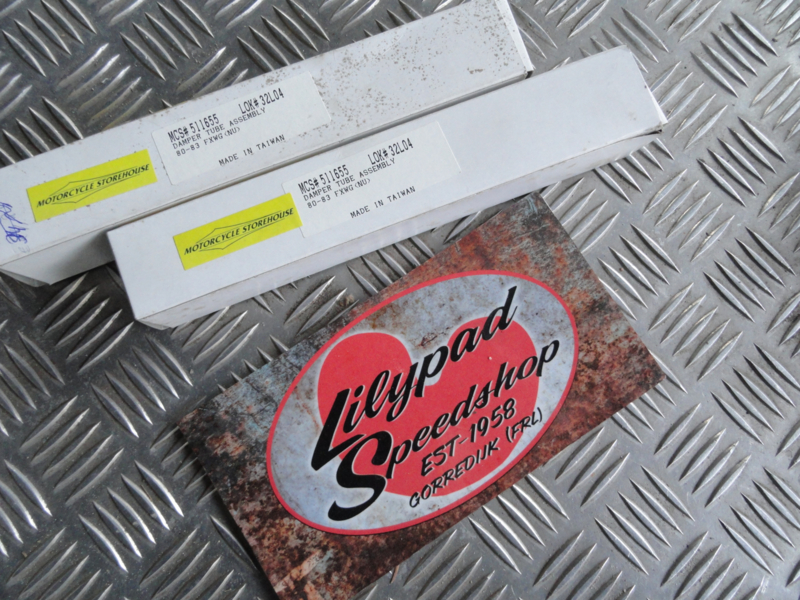 MCS# 511655 LOK# 32L04
DAMPER TUBE ASSEMBLY
80-83 FXWG(NU)
MADE IN TAIWAN
MOTORCYCLE STOREHOUSE
MCS# 511655 LOK# 32L04
DAMPER TUBE ASSEMBLY
80-83 FXWG(NU)
MADE IN TAIWAN
MOTORCYCLE STOREHOUSE
Lilypad
Speedshop
EST-1958
GORREDIJK (FRL)